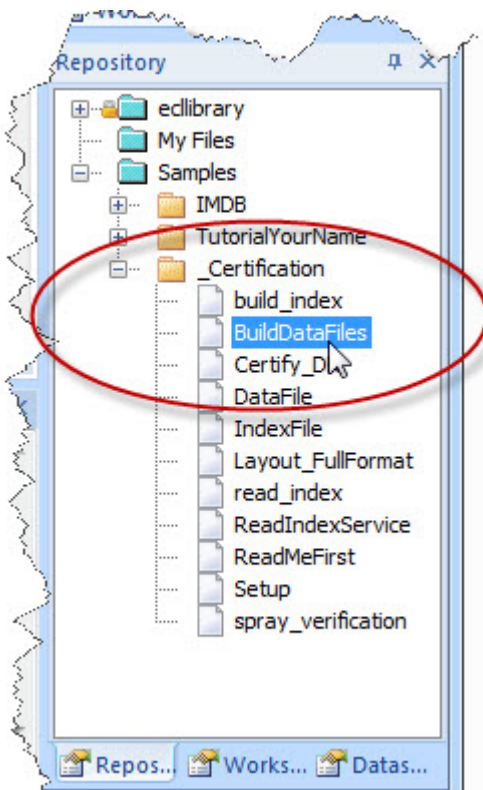 Repository
ecllibrary
My Files
Samples
IMDB
TutorialYourName
_Certification
build_index
BuildDataFiles
Certify_D
DataFile
IndexFile
Layout_FullFormat
read_index
ReadIndexService
ReadMeFirst
Setup
spray_verification
Repos... Works... Datas...